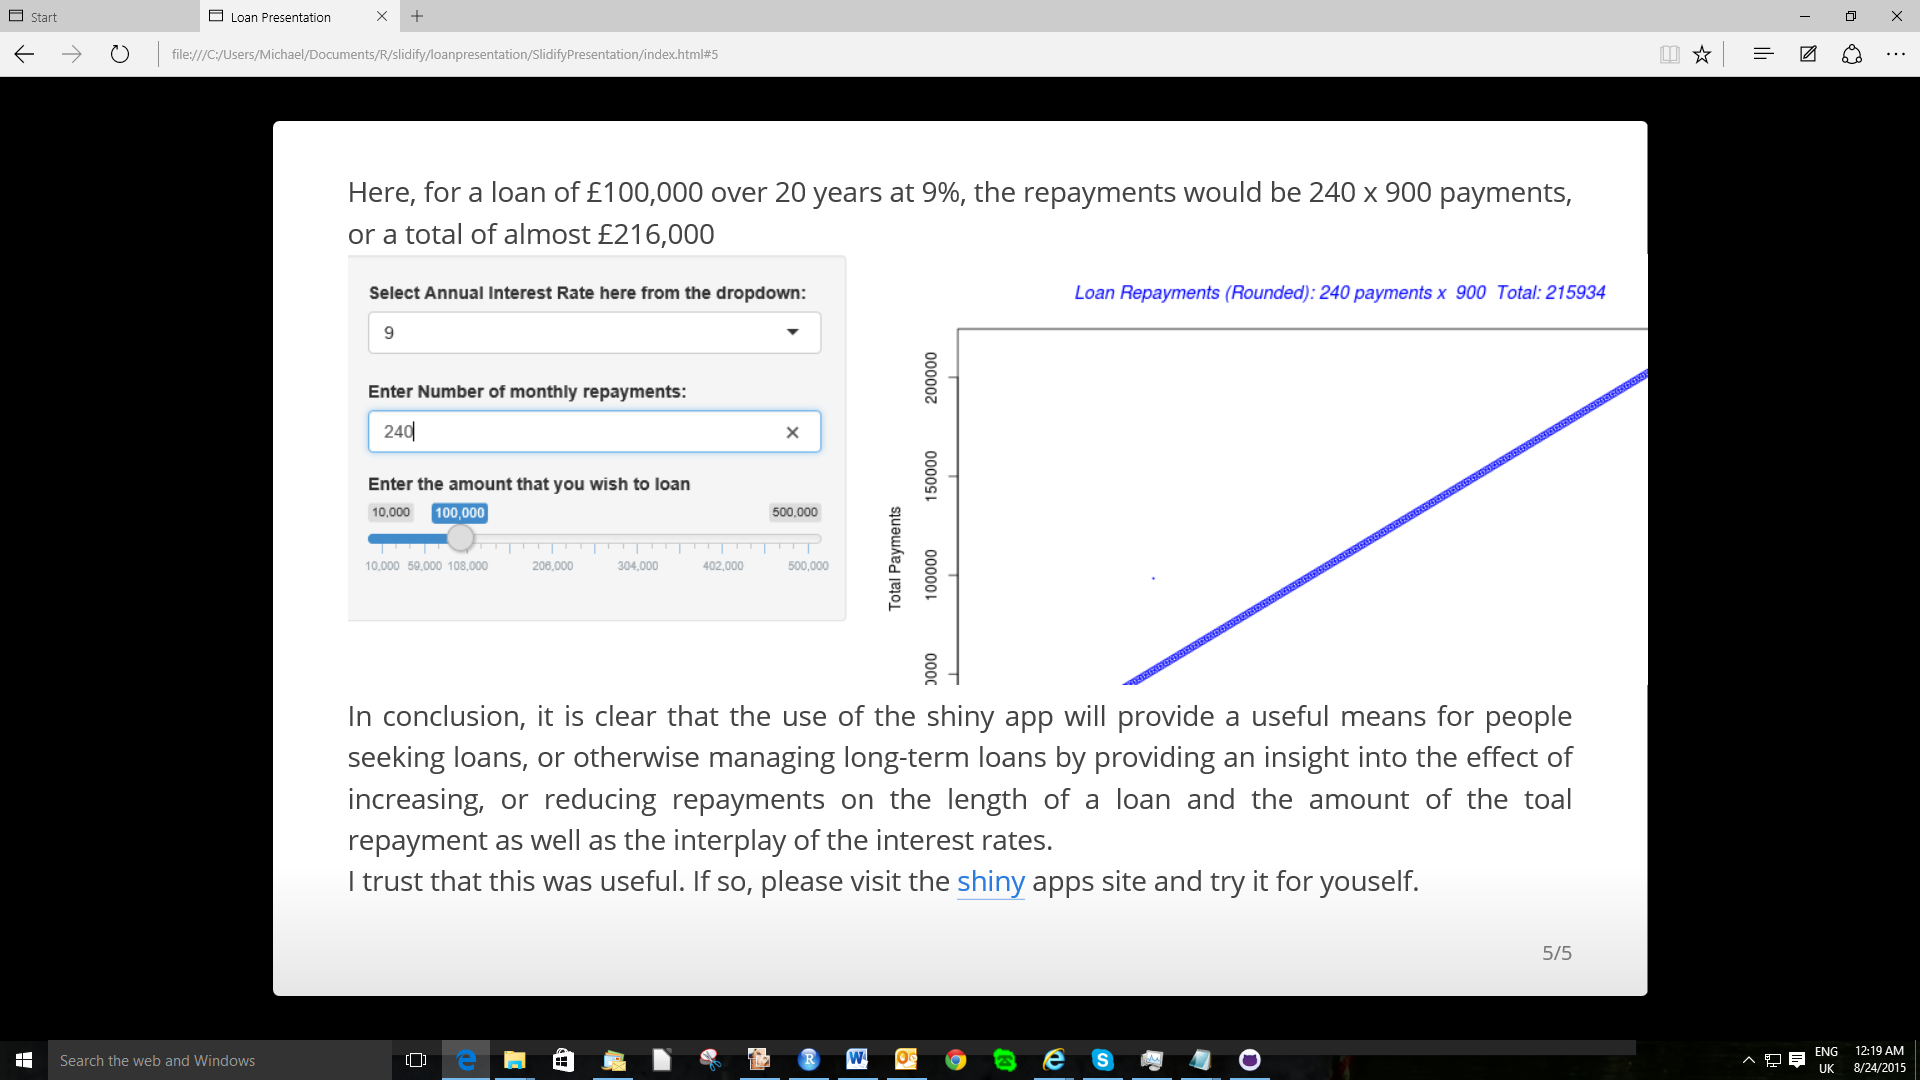 Start
Loan Presentation
file:///C:/Users/Michael/Documents/R/slidify/loanpresentation/SlidifyPresentation/index.html#5
Here, for a loan of £100,000 over 20 years at 9%, the repayments would be 240 x 900 payments,
or a total of almost £216,000
Select Annual Interest Rate here from the dropdown:
9
Enter Number of monthly repayments:
240
Enter the amount that you wish to loan
10,000 100,000 500,000
10,000 59,000 108,000 206,000 304,000 402,000 500,000
Loan Repayments (Rounded): 240 payments x 900 Total: 215934
Total Payments
200000
150000
100000
In conclusion, it is clear that the use of the shiny app will provide a useful means for people
seeking loans, or otherwise managing long-term loans by providing an insight into the effect of
increasing, or reducing repayments on the length of a loan and the amount of the toal
repayment as well as the interplay of the interest rates.
I trust that this was useful. If so, please visit the shiny apps site and try it for youself.
5/5
Search the web and Windows
ENG
UK
12:19 AM
8/24/2015